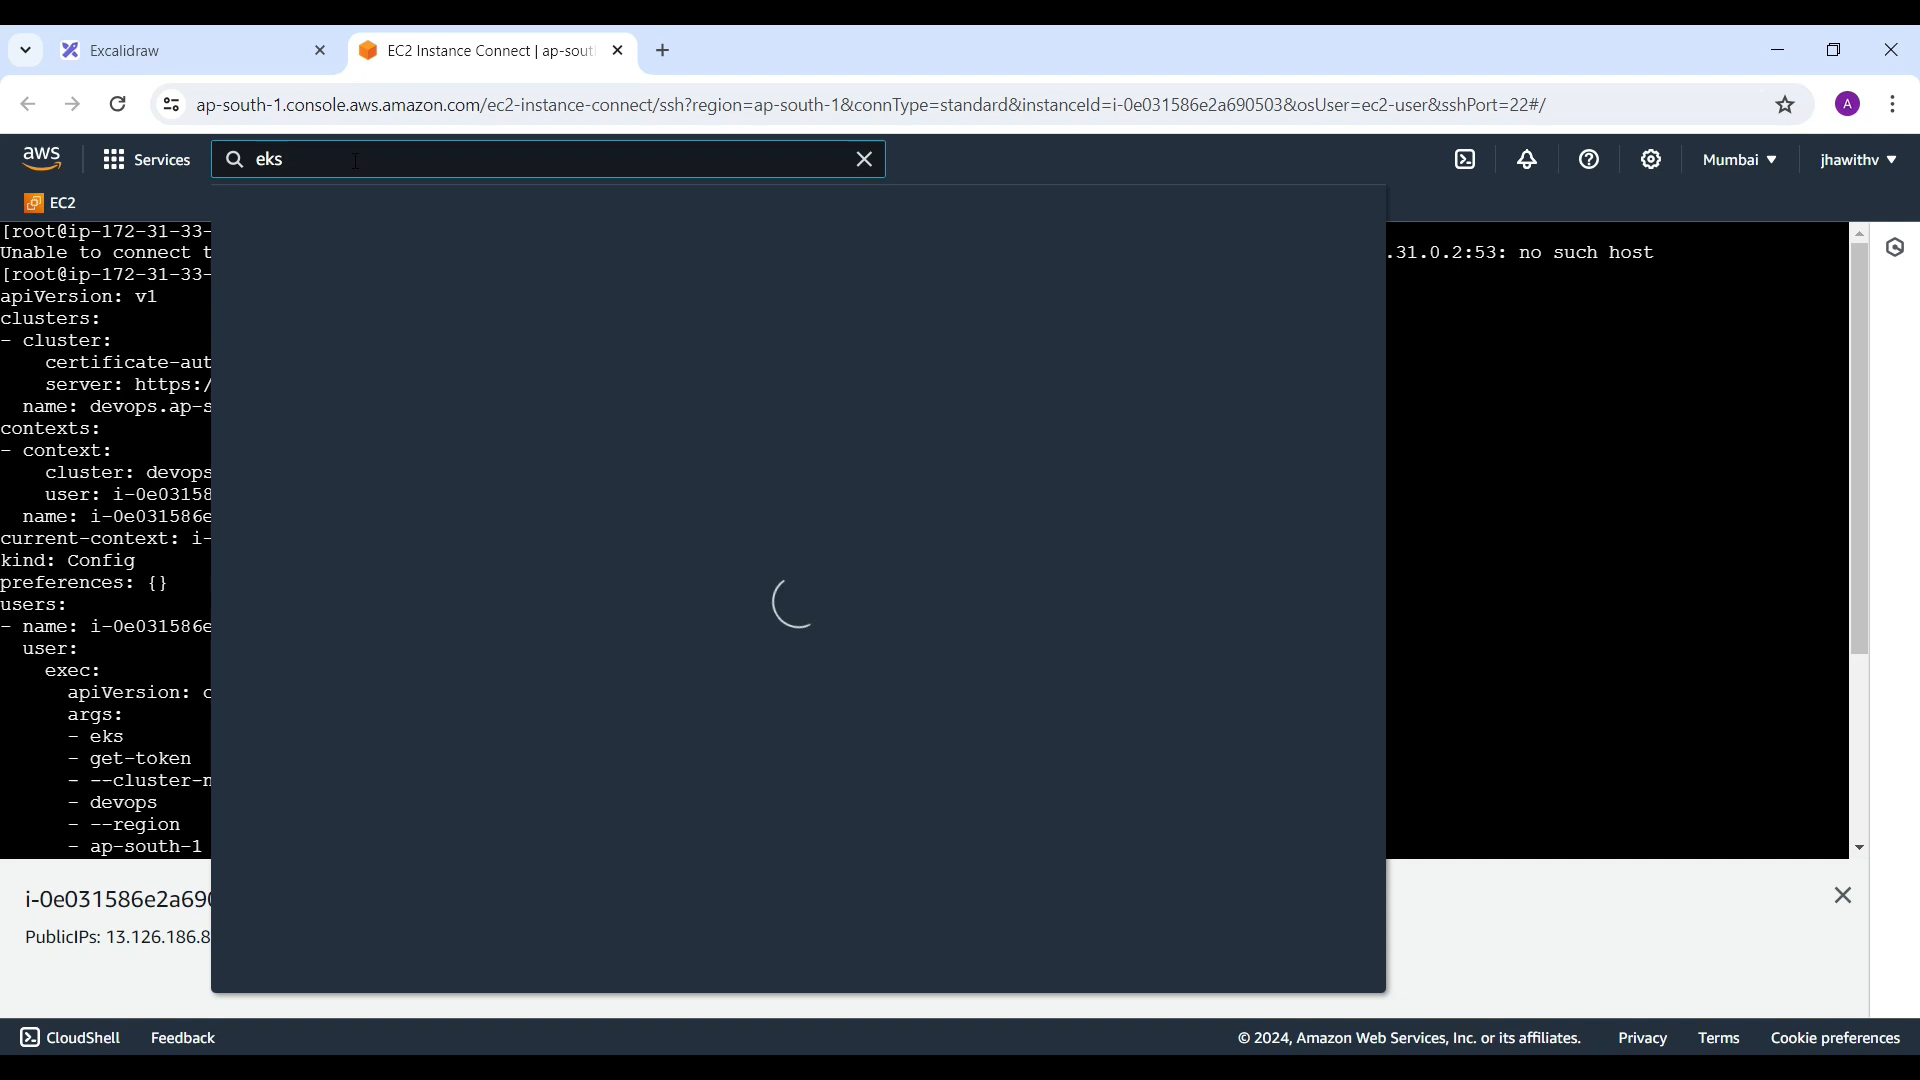 Excalidraw
EC2 Instance Connect | ap-sout
ap-south-1.console.aws.amazon.com/ec2-instance-connect/ssh?region=ap-south-1&connType=standard&instanceId=i-0e031586e2a690503&osUser=ec2-user&sshPort=22#/
A
aws
Services
eks
Mumbai
jhawithv
EC2
[root@ip-172-31-33-
Unable to connect t
.31.0.2:53: no such host
[root@ip-172-31-33-
apiVersion: v1
clusters:
- cluster:
certificate-aut
server: https:/
name: devops.ap-s
contexts:
- context:
cluster: devops
user: i-0e03158
name: i-0e031586e
current-context: i-
kind: Config
preferences: {}
users:
- name: i-0e031586e
user:
exec:
apiVersion: c
args:
- eks
- get-token
- --cluster-n
- devops
- --region
- ap-south-1
i-0e031586e2a690
PublicIPs: 13.126.186.8
CloudShell
Feedback
© 2024, Amazon Web Services, Inc. or its affiliates.
Privacy
Terms
Cookie preferences